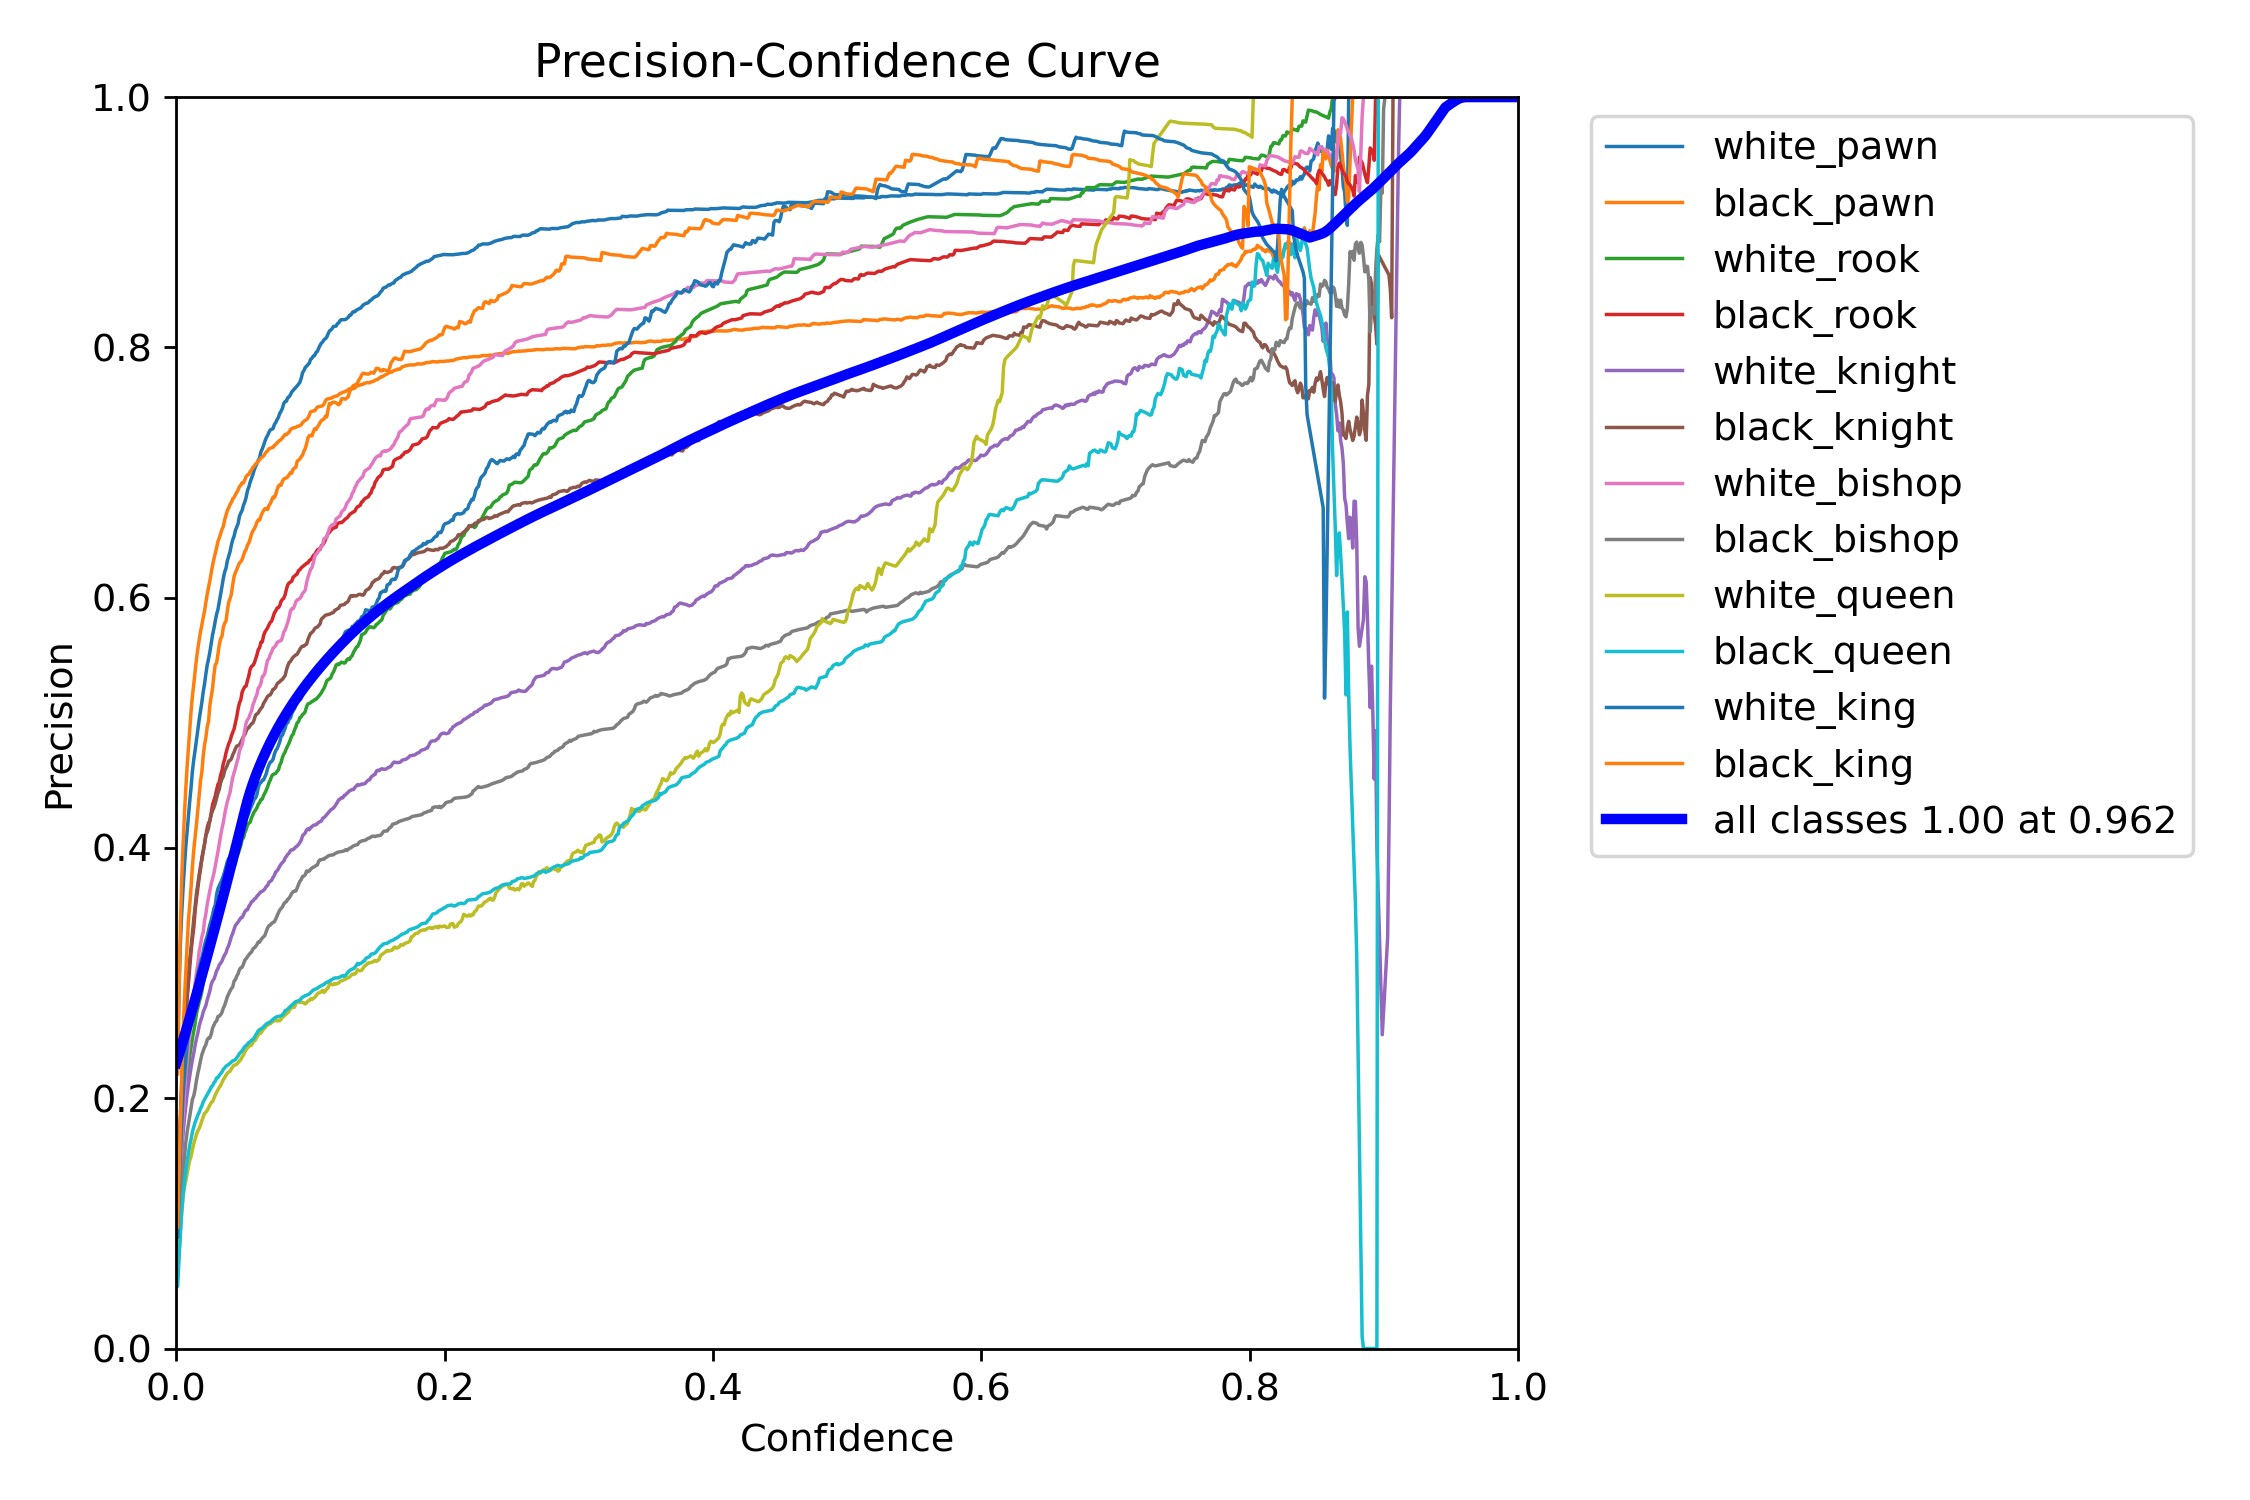 Precision-Confidence Curve
1.0
0.8
0.6
0.4
0.2
0.0
Precision
0.0 0.2 0.4 0.6 0.8 1.0
Confidence
white_pawn
black_pawn
white_rook
black_rook
white_knight
black_knight
white_bishop
black_bishop
white_queen
black_queen
white_king
black_king
all classes 1.00 at 0.962